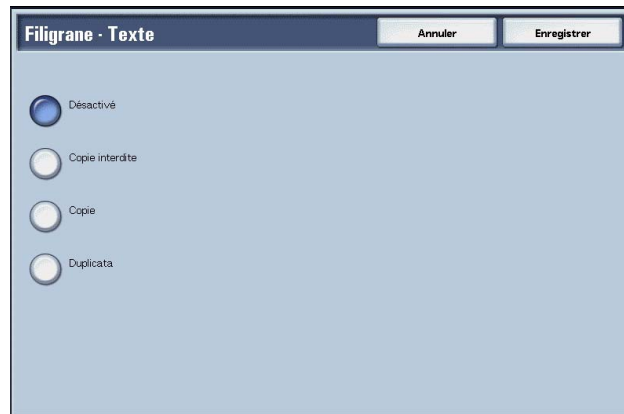 Filigrane - Texte
Annuler
Enregistrer
Désactivé
Copie interdite
Copie
Duplicata